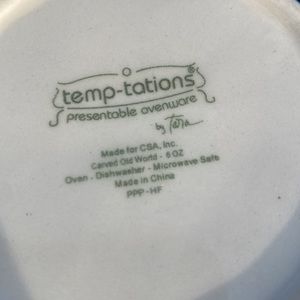 temp-tations®
presentable ovenware
by Tara
Made for CSA, Inc.
Carved Old World - 6 OZ
Oven - Dishwasher - Microwave Safe
Made in China
PPP-HF